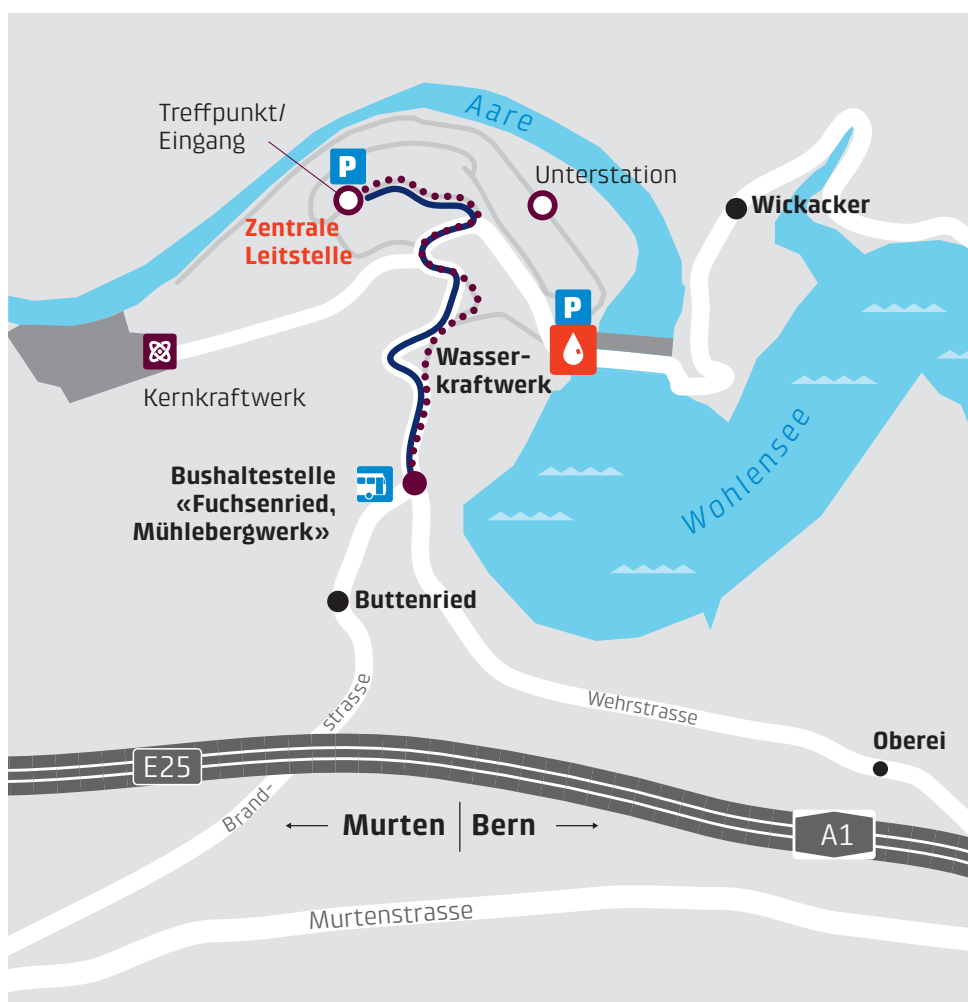 Aare
Treffpunkt/
Eingang
P
Unterstation
Wickacker
Zentrale
Leitstelle
P
Wasser-
kraftwerk
Kernkraftwerk
Wohlensee
Bushaltestelle
«Fuchsenried,
Mühlebergwerk»
Buttenried
Wehrstrasse
Brand-
strasse
Oberei
E25
Murten | Bern
A1
Murtenstrasse